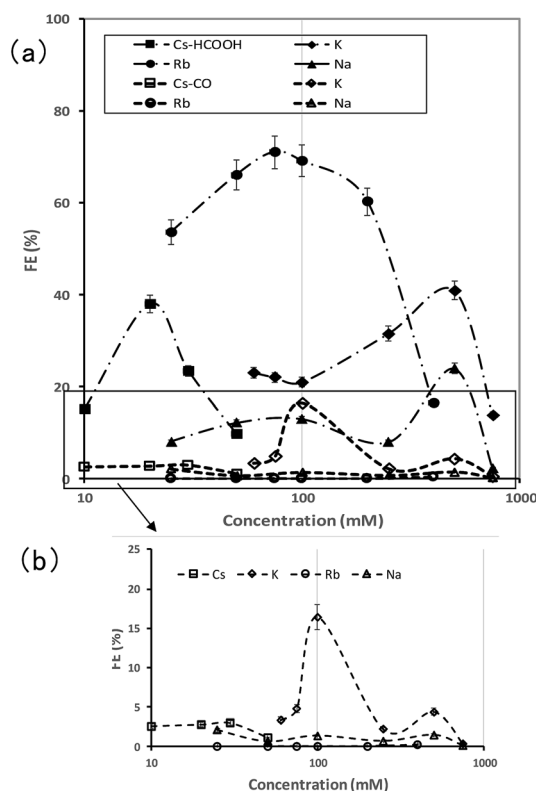 (a)
100
80
60
40
20
0
FE (%)
Cs-HCOOH K
Rb Na
Cs-CO K
Rb Na
10 100 1000
Concentration (mM)
(b)
25
20
15
10
5
0
FE (%)
Cs K Rb Na
10 100 1000
Concentration (mM)